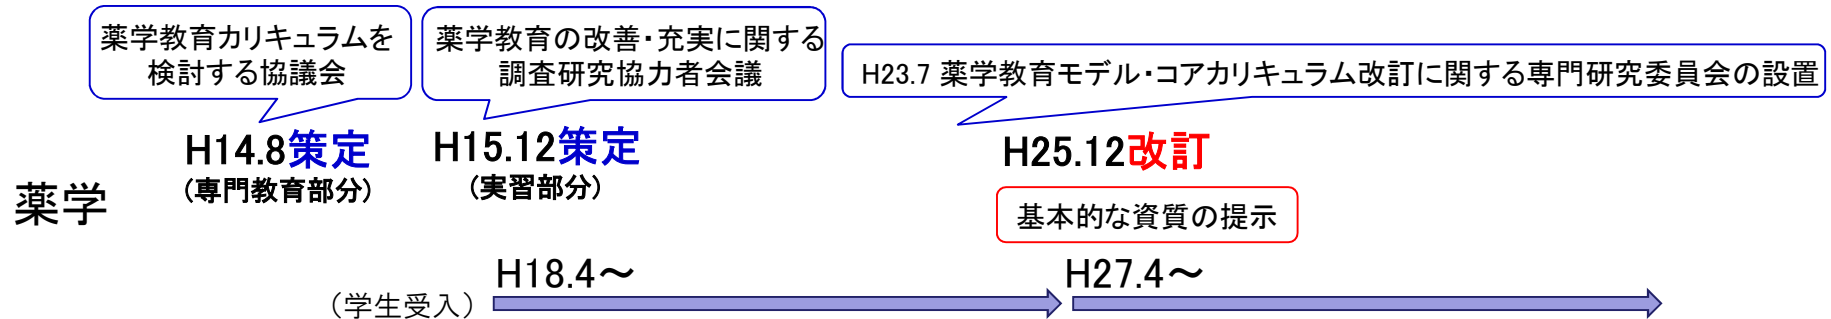 薬学教育カリキュラムを
検討する協議会
薬学教育の改善・充実に関する
調査研究協力者会議
H23.7 薬学教育モデル・コアカリキュラム改訂に関する専門研究委員会の設置
H14.8策定
(専門教育部分)
H15.12策定
(実習部分)
H25.12改訂
薬学
基本的な資質の提示
H18.4～
H27.4～
（学生受入）